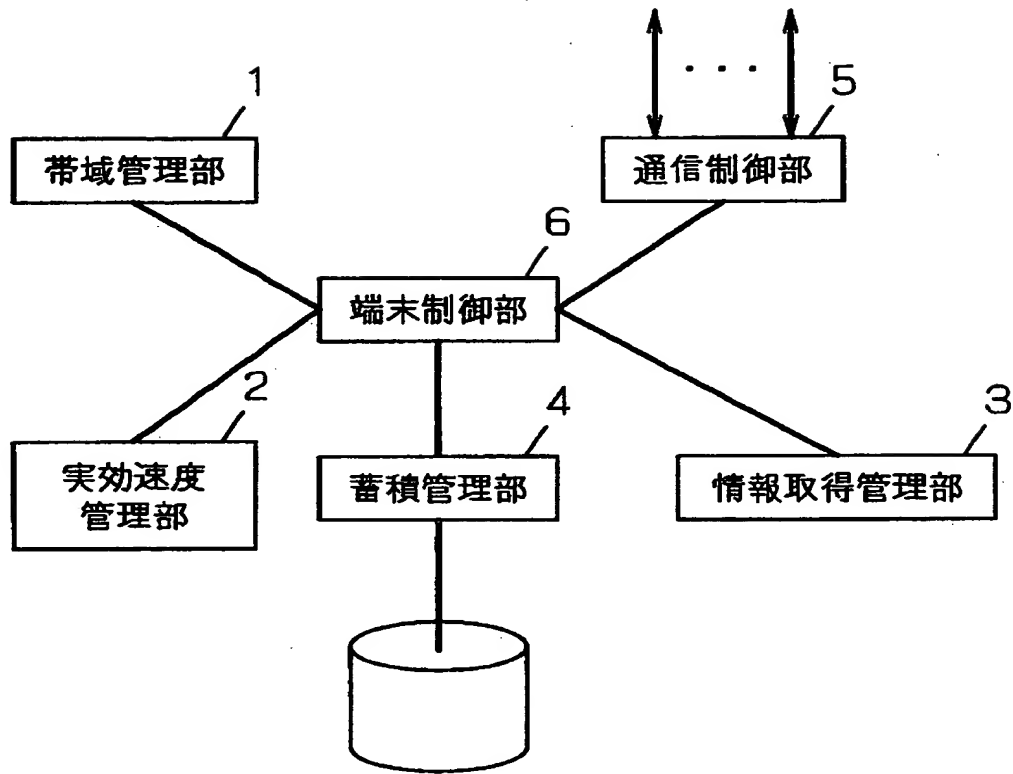 1
帯域管理部
5
通信制御部
6
端末制御部
2
実効速度
管理部
4
蓄積管理部
3
情報取得管理部